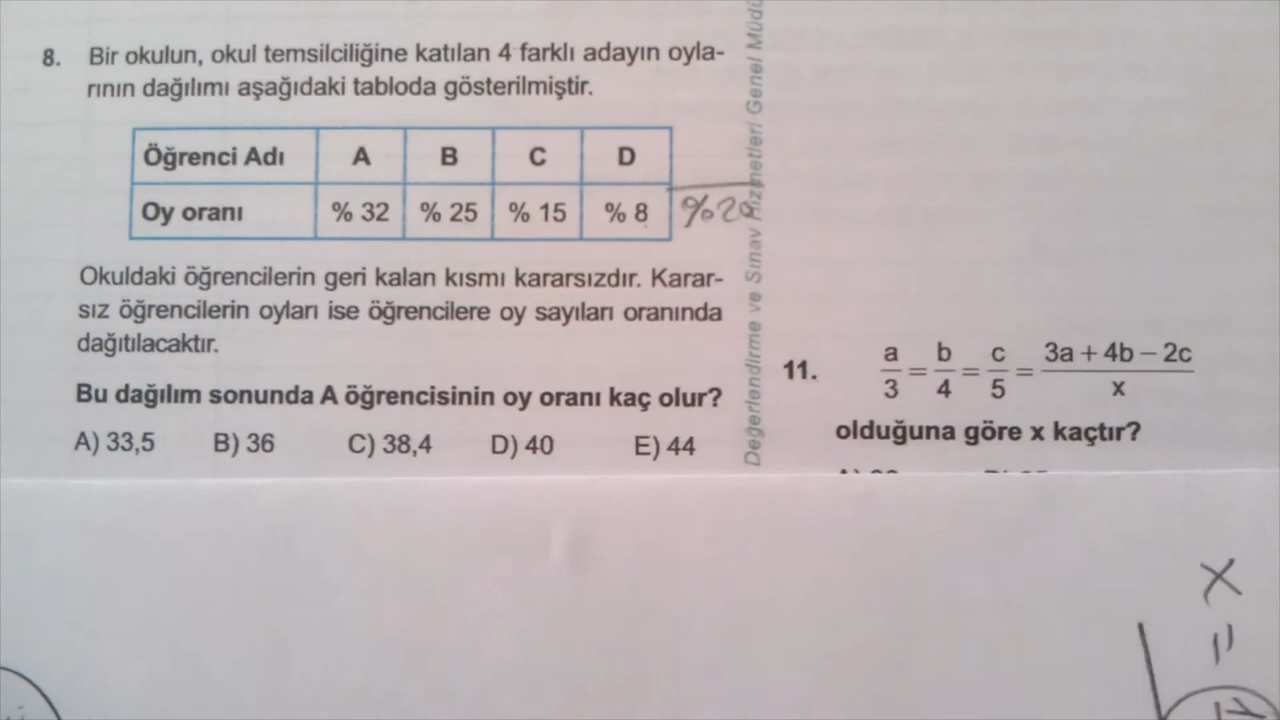 8. Bir okulun, okul temsilciliğine katılan 4 farklı adayın oyla-
rının dağılımı aşağıdaki tabloda gösterilmiştir.
Öğrenci Adı A B C D
Oy oranı % 32 % 25 % 15 % 8 %20
Okuldaki öğrencilerin geri kalan kısmı kararsızdır. Karar-
sız öğrencilerin oyları ise öğrencilere oy sayıları oranında
dağıtılacaktır.
Bu dağılım sonunda A öğrencisinin oy oranı kaç olur?
A) 33,5 B) 36 C) 38,4 D) 40 E) 44
Değerlendirme ve Sınav Hizmetleri Genel
11. a/3 = b/4 = c/5 = 3a + 4b – 2c/x
olduğuna göre x kaçtır?
x =